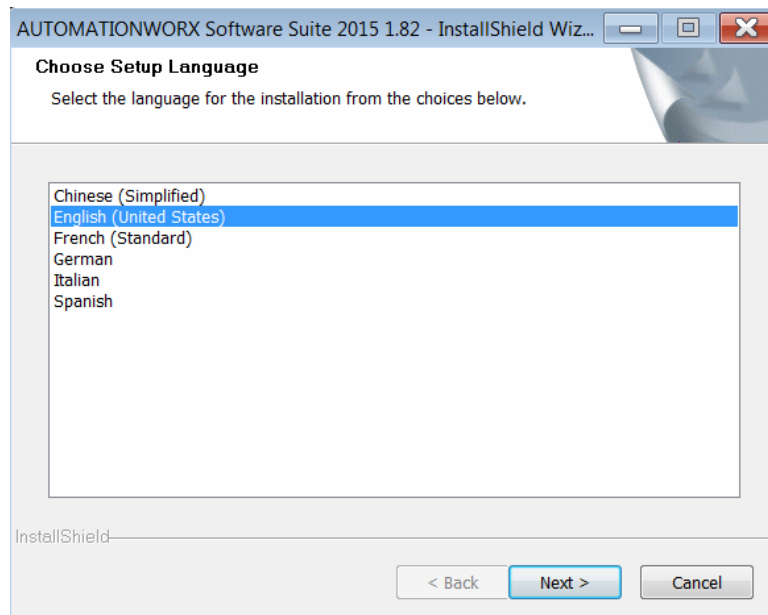 AUTOMATIONWORX Software Suite 2015 1.82 - InstallShield Wiz...
Choose Setup Language
Select the language for the installation from the choices below.
Chinese (Simplified)
English (United States)
French (Standard)
German
Italian
Spanish
InstallShield
< Back Next > Cancel